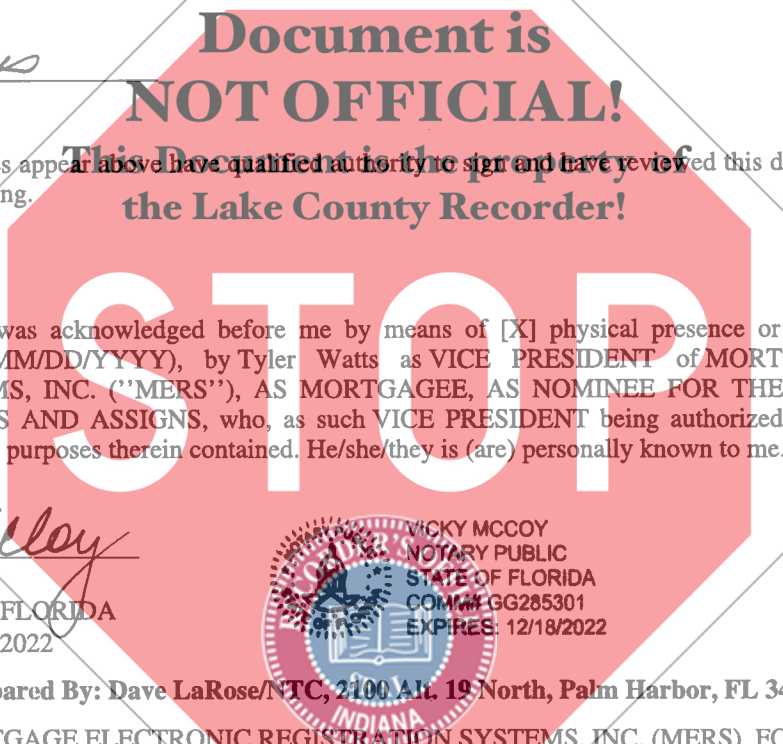 Document is
NOT OFFICIAL!
s appear above have qualified authority to sign and have reviewed this d
This Document is the property of
ng.
the Lake County Recorder!
STOP
was acknowledged before me by means of [X] physical presence or
MM/DD/YYYY), by Tyler Watts as VICE PRESIDENT of MORT
MS, INC. (''MERS''), AS MORTGAGEE, AS NOMINEE FOR THE
S AND ASSIGNS, who, as such VICE PRESIDENT being authorized
purposes therein contained. He/she/they is (are) personally known to me.
VICKY MCCOY
NOTARY PUBLIC
STATE OF FLORIDA
COMM# GG285301
EXPIRES: 12/18/2022
FLORIDA
2022
INDIANA
pared By: Dave LaRose/NTC, 2100 Alt. 19 North, Palm Harbor, FL 34
TGAGE ELECTRONIC REGISTRATION SYSTEMS, INC. (MERS), FO